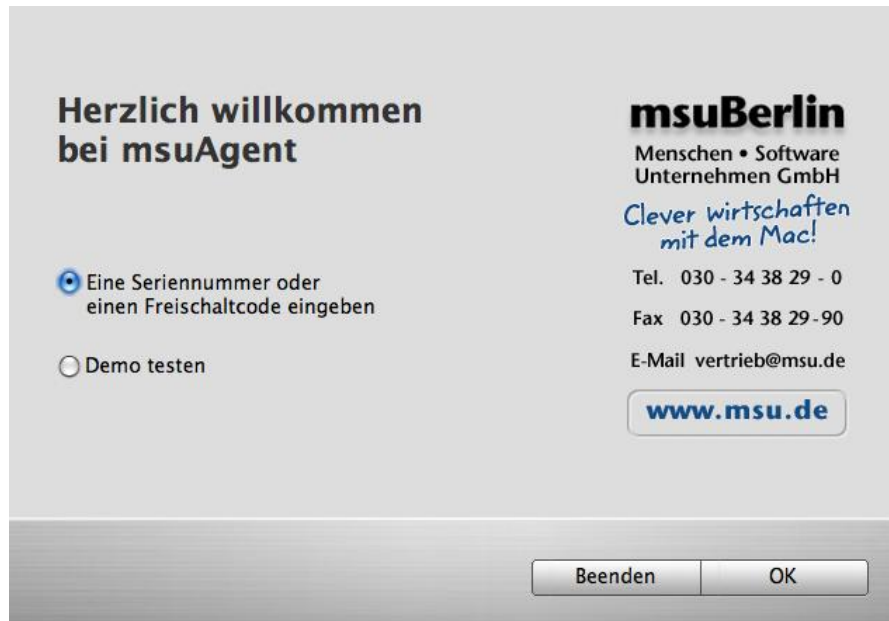 Herzlich willkommen
bei msuAgent
Eine Seriennummer oder
einen Freischaltcode eingeben
Demo testen
msuBerlin
Menschen • Software
Unternehmen GmbH
Clever wirtschaften
mit dem Mac!
Tel. 030 - 34 38 29 - 0
Fax 030 - 34 38 29-90
E-Mail vertrieb@msu.de
www.msu.de
Beenden
OK